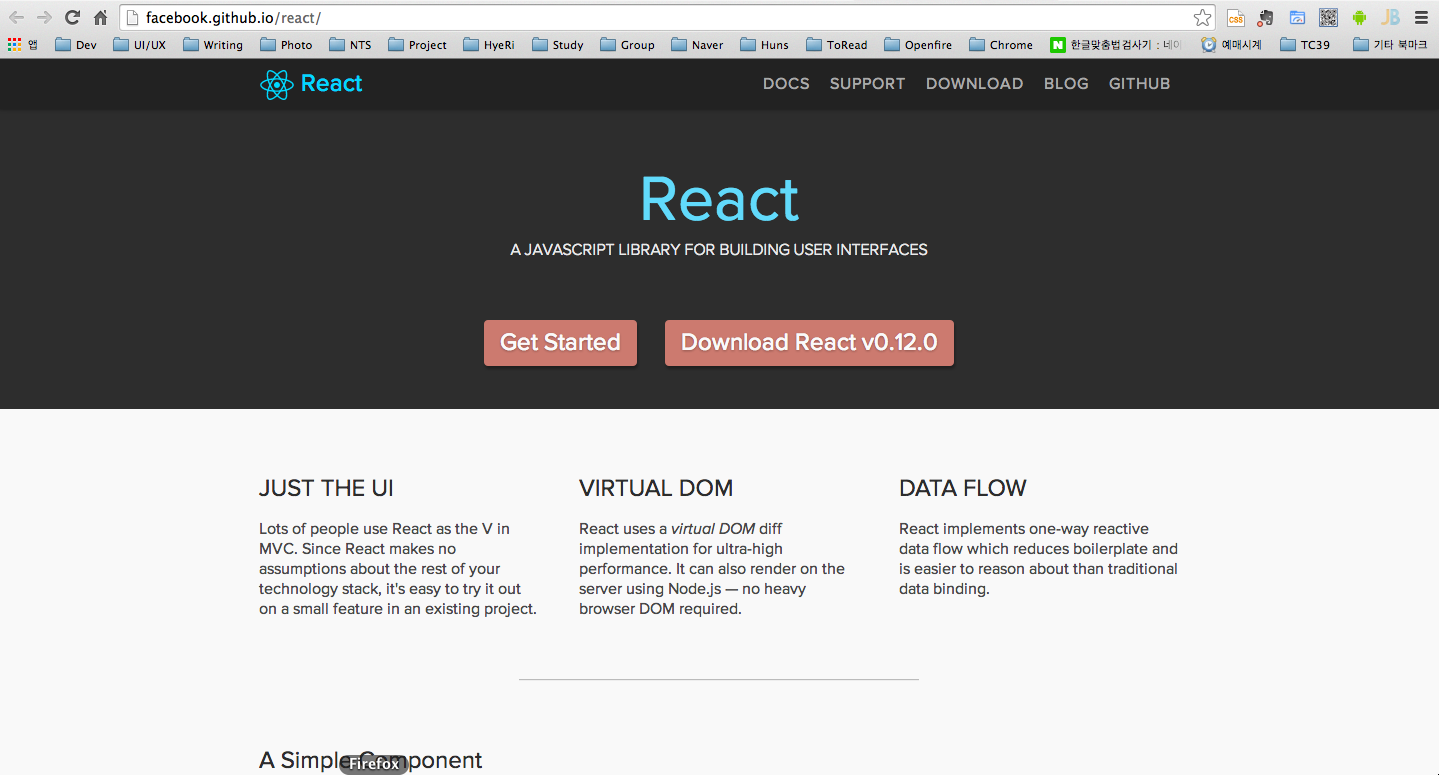 facebook.github.io/react/
앱 Dev UI/UX Writing Photo NTS Project HyeRi Study Group Naver Huns ToRead Openfire Chrome N 한글맞춤법검사기 : 네이 예매시계 TC39 기타 북마크
React DOCS SUPPORT DOWNLOAD BLOG GITHUB
React
A JAVASCRIPT LIBRARY FOR BUILDING USER INTERFACES
Get Started Download React v0.12.0
JUST THE UI
Lots of people use React as the V in
MVC. Since React makes no
assumptions about the rest of your
technology stack, it's easy to try it out
on a small feature in an existing project.
VIRTUAL DOM
React uses a virtual DOM diff
implementation for ultra-high
performance. It can also render on the
server using Node.js — no heavy
browser DOM required.
DATA FLOW
React implements one-way reactive
data flow which reduces boilerplate and
is easier to reason about than traditional
data binding.
A Simple Component
Firefox